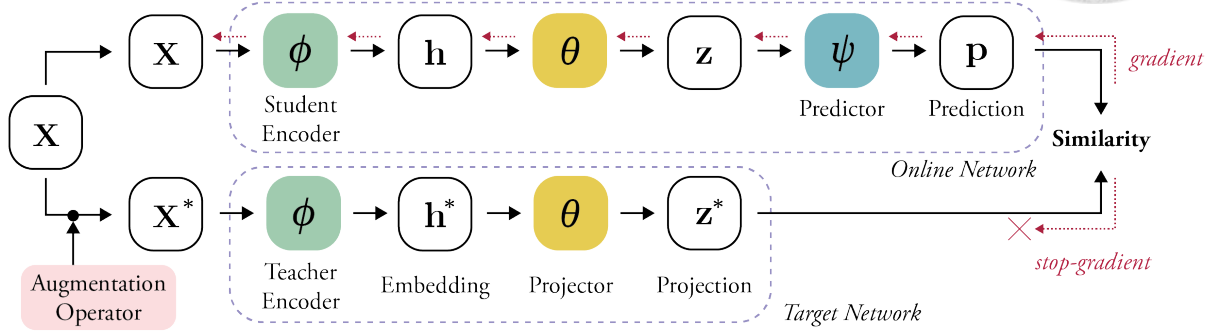 X
X
ϕ
h
θ
z
ψ
p
gradient
Student
Encoder
Predictor
Prediction
Similarity
Online Network
X*
ϕ
h*
θ
z*
stop-gradient
Augmentation
Operator
Teacher
Encoder
Embedding
Projector
Projection
Target Network